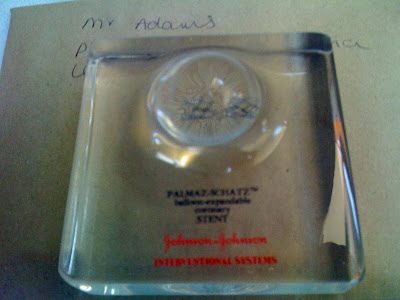 Mr Adams
PALMAZ-SCHATZ™
balloon-expandable
coronary
STENT
Johnson-Johnson
INTERVENTIONAL SYSTEMS